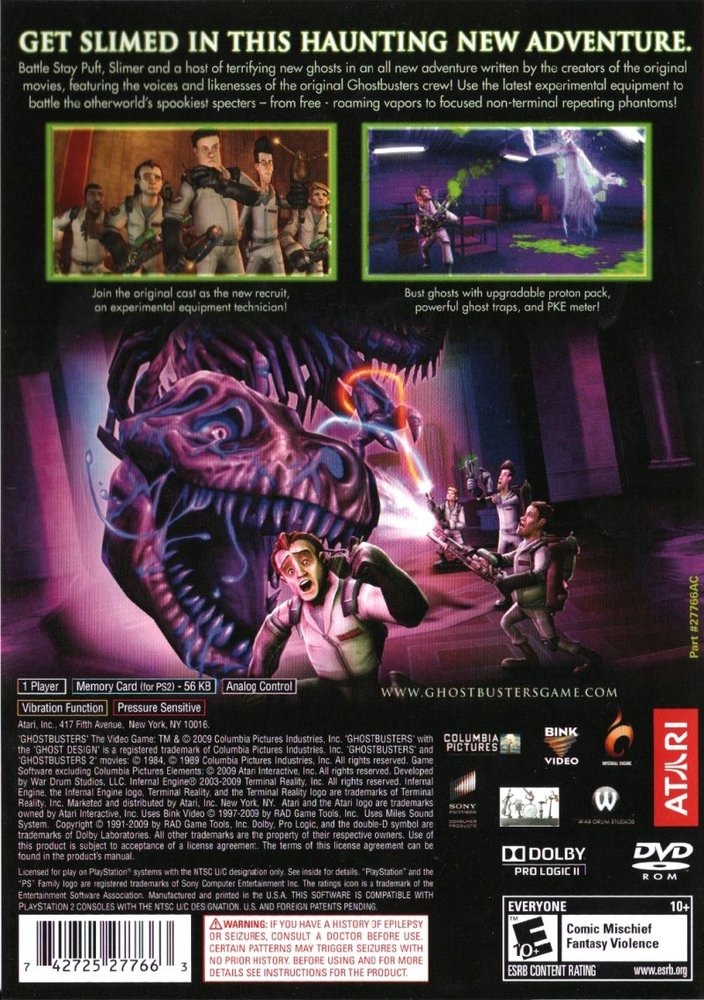 GET SLIMED IN THIS HAUNTING NEW ADVENTURE.
Battle Stay Puft, Slimer and a host of terrifying new ghosts in an all new adventure written by the creators of the original
movies, featuring the voices and likenesses of the original Ghostbusters crew! Use the latest experimental equipment to
battle the otherworld's spookiest specters – from free - roaming vapors to focused non-terminal repeating phantoms!
Join the original cast as the new recruit,
an experimental equipment technician!
Bust ghosts with upgradable proton pack,
powerful ghost traps, and PKE meter!
Part #27766AC
1 Player
Memory Card (for PS2) - 56 KB
Analog Control
Vibration Function
Pressure Sensitive
WWW.GHOSTBUSTERSGAME.COM
Atari, Inc., 417 Fifth Avenue, New York, NY 10016.
"GHOSTBUSTERS" The Video Game: TM & © 2009 Columbia Pictures Industries, Inc. "GHOSTBUSTERS" with
the "GHOST DESIGN" is a registered trademark of Columbia Pictures Industries, Inc. "GHOSTBUSTERS" and
"GHOSTBUSTERS 2" movies: © 1984, © 1989 Columbia Pictures Industries, Inc. All rights reserved. Game
Software excluding Columbia Pictures Elements: © 2009 Atari Interactive, Inc. All rights reserved. Developed
by War Drum Studios, LLC. Infernal Engine® 2003-2009 Terminal Reality, Inc. All rights reserved. Infernal
Engine, the Infernal Engine logo, Terminal Reality, and the Terminal Reality logo are trademarks of Terminal
Reality, Inc. Marketed and distributed by Atari, Inc. New York, NY. Atari and the Atari logo are trademarks
owned by Atari Interactive, Inc. Uses Bink Video © 1997-2009 by RAD Game Tools, Inc. Uses Miles Sound
System. Copyright © 1991-2009 by RAD Game Tools, Inc. Dolby, Pro Logic, and the double-D symbol are
trademarks of Dolby Laboratories. All other trademarks are the property of their respective owners. Use of
this product is subject to acceptance of a license agreement. The terms of this license agreement can be
found in the product's manual.
Licensed for play on PlayStation® systems with the NTSC U/C designation only. See inside for details. "PlayStation" and the
"PS" Family logo are registered trademarks of Sony Computer Entertainment Inc. The ratings icon is a trademark of the
Entertainment Software Association. Manufactured and printed in the U.S.A. THIS SOFTWARE IS COMPATIBLE WITH
PLAYSTATION 2 CONSOLES WITH THE NTSC U/C DESIGNATION. U.S. AND FOREIGN PATENTS PENDING.
COLUMBIA
PICTURES
BINK
VIDEO
INFERNAL ENGINE
SONY
PICTURES
CONSUMER
PRODUCTS
WAR DRUM STUDIOS
ATARI
DOLBY
PRO LOGIC II
DVD
ROM
7 42725 27766 3
WARNING: IF YOU HAVE A HISTORY OF EPILEPSY
OR SEIZURES, CONSULT A DOCTOR BEFORE USE.
CERTAIN PATTERNS MAY TRIGGER SEIZURES WITH
NO PRIOR HISTORY. BEFORE USING AND FOR MORE
DETAILS SEE INSTRUCTIONS FOR THE PRODUCT.
EVERYONE 10+
E
10+
Comic Mischief
Fantasy Violence
ESRB CONTENT RATING www.esrb.org